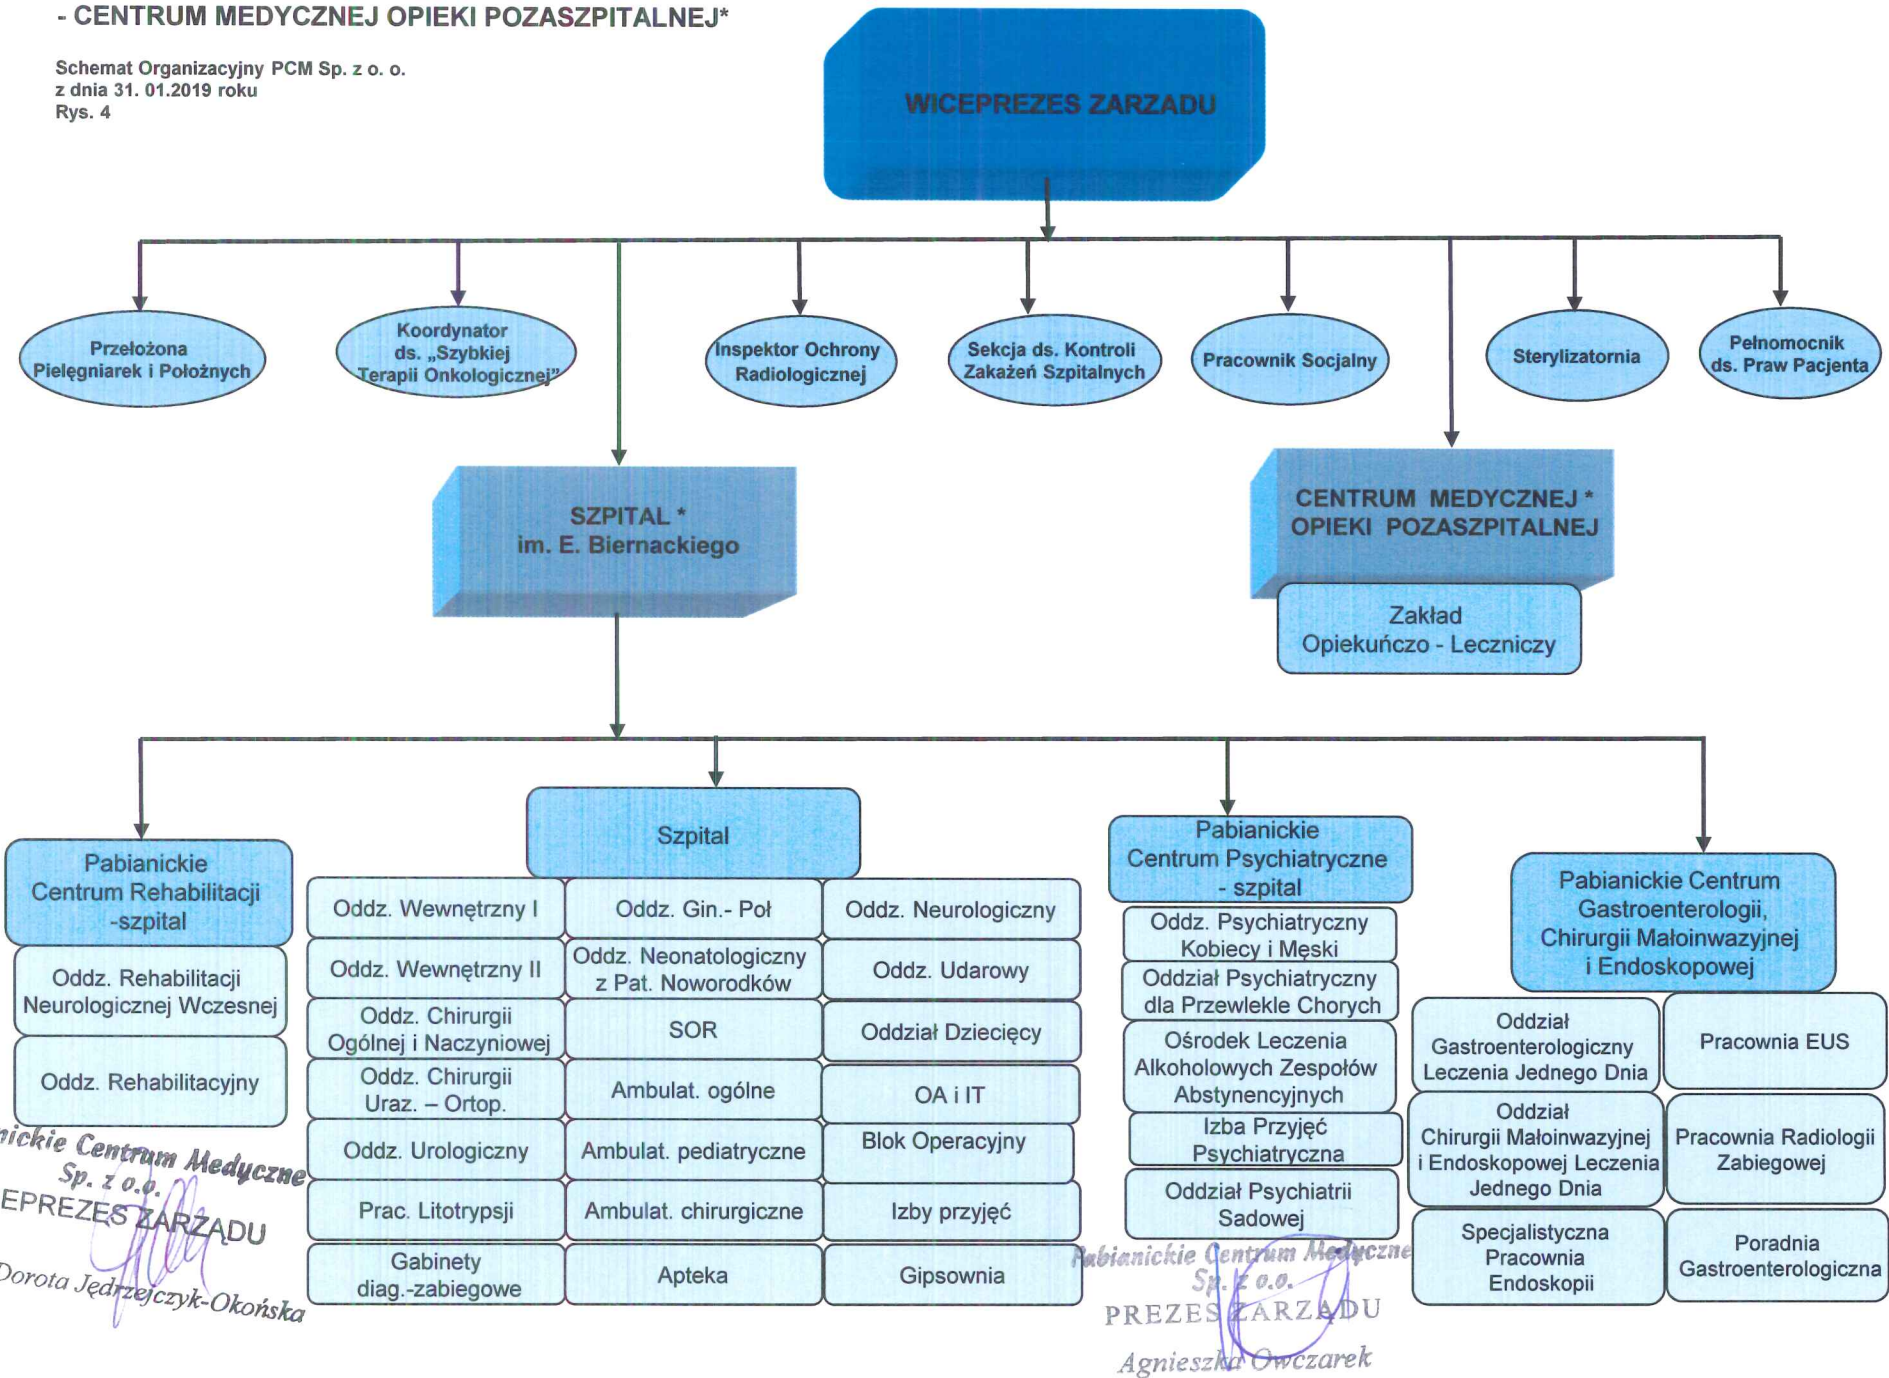 - CENTRUM MEDYCZNEJ OPIEKI POZASZPITALNEJ*
Schemat Organizacyjny PCM Sp. z o. o.
z dnia 31. 01.2019 roku
Rys. 4
WICEPREZES ZARZADU
Przełożona
Pielęgniarek i Położnych
Koordynator
ds. „Szybkiej
Terapii Onkologicznej”
Inspektor Ochrony
Radiologicznej
Sekcja ds. Kontroli
Zakażeń Szpitalnych
Pracownik Socjalny
Sterylizatornia
Pełnomocnik
ds. Praw Pacjenta
SZPITAL *
im. E. Biernackiego
CENTRUM MEDYCZNEJ *
OPIEKI POZASZPITALNEJ
Zakład
Opiekuńczo - Leczniczy
Pabianickie
Centrum Rehabilitacji
-szpital
Oddz. Rehabilitacji
Neurologicznej Wczesnej
Oddz. Rehabilitacyjny
Szpital
Oddz. Wewnętrzny I
Oddz. Gin.- Poł
Oddz. Neurologiczny
Oddz. Wewnętrzny II
Oddz. Neonatologiczny
z Pat. Noworodków
Oddz. Udarowy
Oddz. Chirurgii
Ogólnej i Naczyniowej
SOR
Oddział Dziecięcy
Oddz. Chirurgii
Uraz. – Ortop.
Ambulat. ogólne
OA i IT
Oddz. Urologiczny
Ambulat. pediatryczne
Blok Operacyjny
Prac. Litotrypsji
Ambulat. chirurgiczne
Izby przyjęć
Gabinety
diag.-zabiegowe
Apteka
Gipsownia
Pabianickie
Centrum Psychiatryczne
- szpital
Oddz. Psychiatryczny
Kobiecy i Męski
Oddział Psychiatryczny
dla Przewlekle Chorych
Ośrodek Leczenia
Alkoholowych Zespołów
Abstynencyjnych
Izba Przyjęć
Psychiatryczna
Oddział Psychiatrii
Sadowej
Pabianickie Centrum
Gastroenterologii,
Chirurgii Małoinwazyjnej
i Endoskopowej
Oddział
Gastroenterologiczny
Leczenia Jednego Dnia
Pracownia EUS
Oddział
Chirurgii Małoinwazyjnej
i Endoskopowej Leczenia
Jednego Dnia
Pracownia Radiologii
Zabiegowej
Specjalistyczna
Pracownia
Endoskopii
Poradnia
Gastroenterologiczna
nickie Centrum Medyczne
Sp. z o.o.
EPREZES ZARZĄDU
Dorota Jędrzejczyk-Okońska
Pabianickie Centrum Medyczne
Sp. z o.o.
PREZES ZARZĄDU
Agnieszka Owczarek